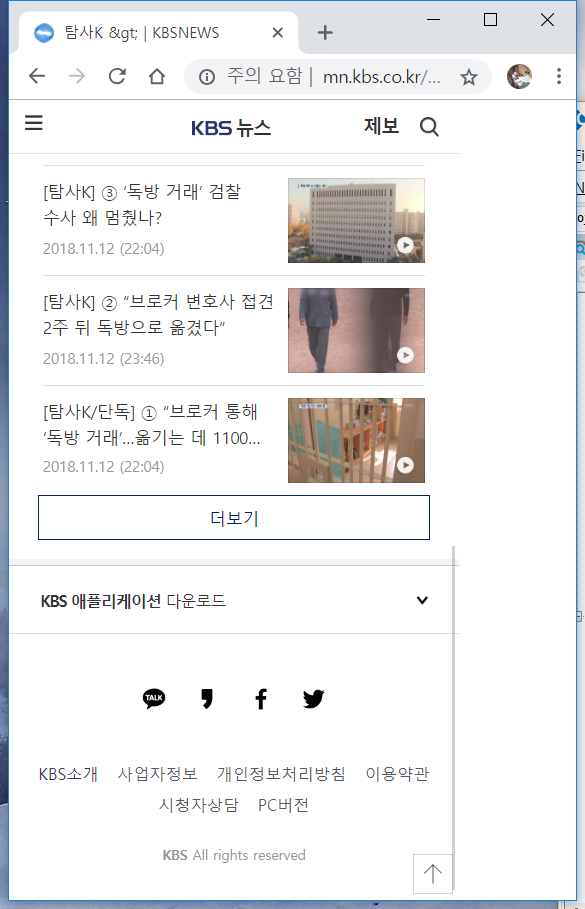 탐사K &gt; | KBSNEWS
주의 요함 | mn.kbs.co.kr/...
KBS 뉴스
제보
[탐사K] ③ ‘독방 거래’ 검찰
수사 왜 멈췄나?
2018.11.12 (22:04)
[탐사K] ② “브로커 변호사 접견
2주 뒤 독방으로 옮겼다”
2018.11.12 (23:46)
[탐사K/단독] ① “브로커 통해
‘독방 거래’…옮기는 데 1100…
2018.11.12 (22:04)
더보기
KBS 애플리케이션 다운로드
TALK
KBS소개 사업자정보 개인정보처리방침 이용약관
시청자상담 PC버전
KBS All rights reserved